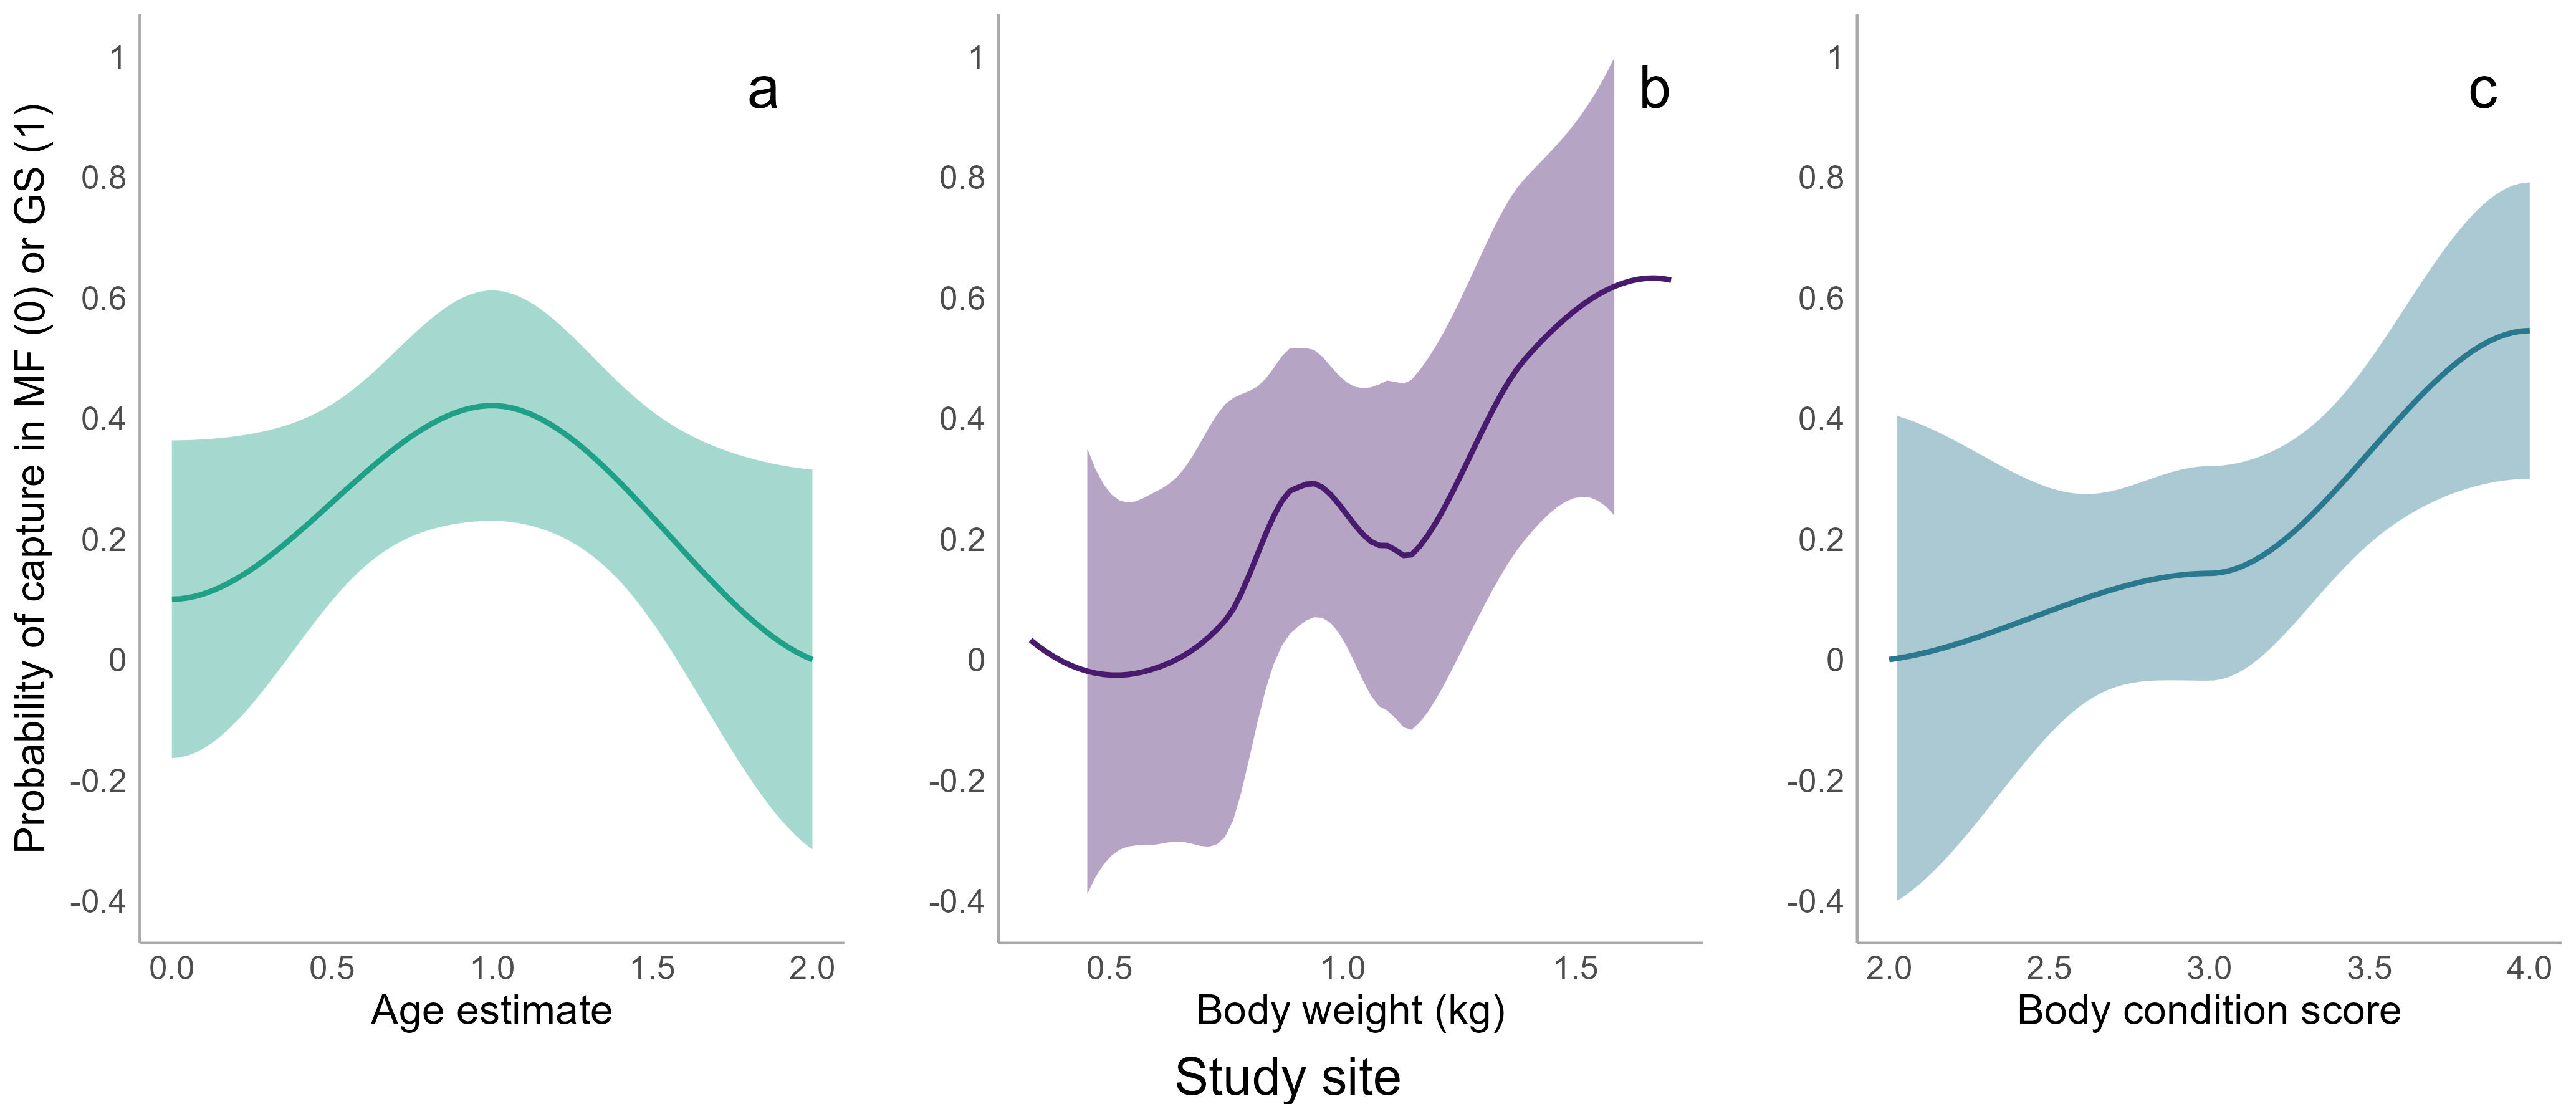 Probability of capture in MF (0) or GS (1)
a
1
0.8
0.6
0.4
0.2
0
-0.2
-0.4
0.0 0.5 1.0 1.5 2.0
Age estimate
b
1
0.8
0.6
0.4
0.2
0
-0.2
-0.4
0.5 1.0 1.5
Body weight (kg)
c
1
0.8
0.6
0.4
0.2
0
-0.2
-0.4
2.0 2.5 3.0 3.5 4.0
Body condition score
Study site